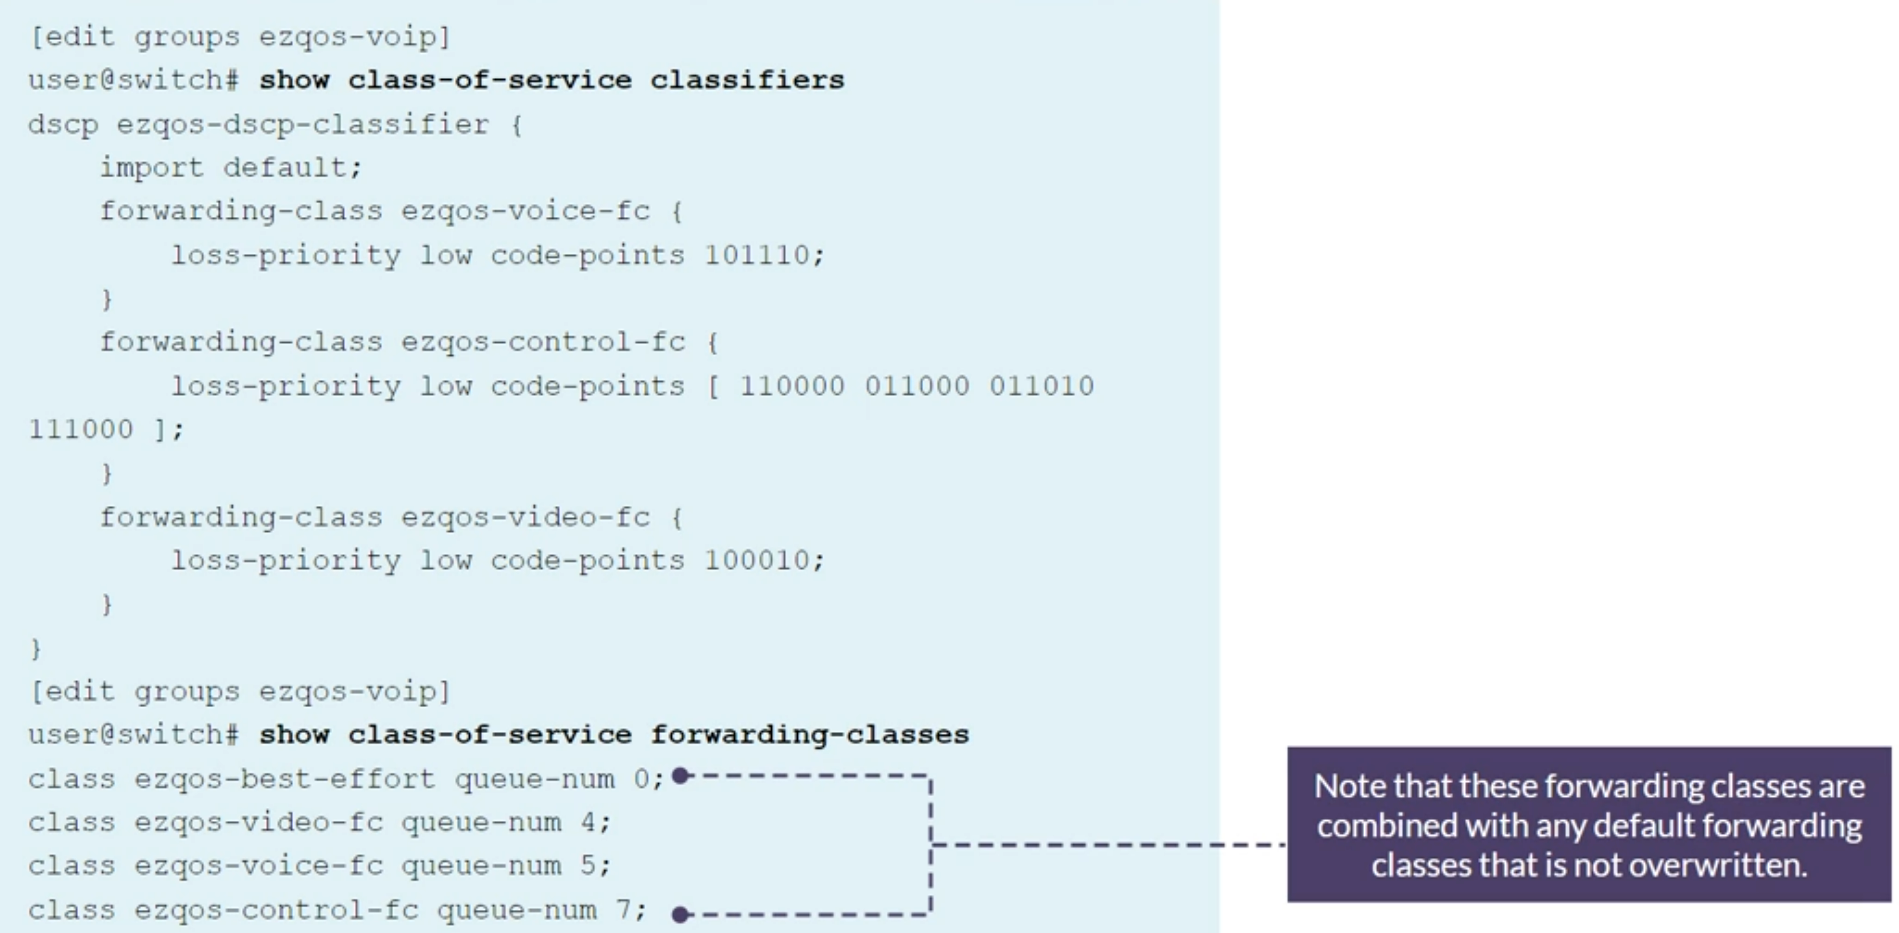 [edit groups ezqos-voip]
user@switch# show class-of-service classifiers
dscp ezqos-dscp-classifier {
    import default;
    forwarding-class ezqos-voice-fc {
        loss-priority low code-points 101110;
    }
    forwarding-class ezqos-control-fc {
        loss-priority low code-points [ 110000 011000 011010
111000 ];
    }
    forwarding-class ezqos-video-fc {
        loss-priority low code-points 100010;
    }
}
[edit groups ezqos-voip]
user@switch# show class-of-service forwarding-classes
class ezqos-best-effort queue-num 0;
class ezqos-video-fc queue-num 4;
class ezqos-voice-fc queue-num 5;
class ezqos-control-fc queue-num 7;
Note that these forwarding classes are
combined with any default forwarding
classes that is not overwritten.